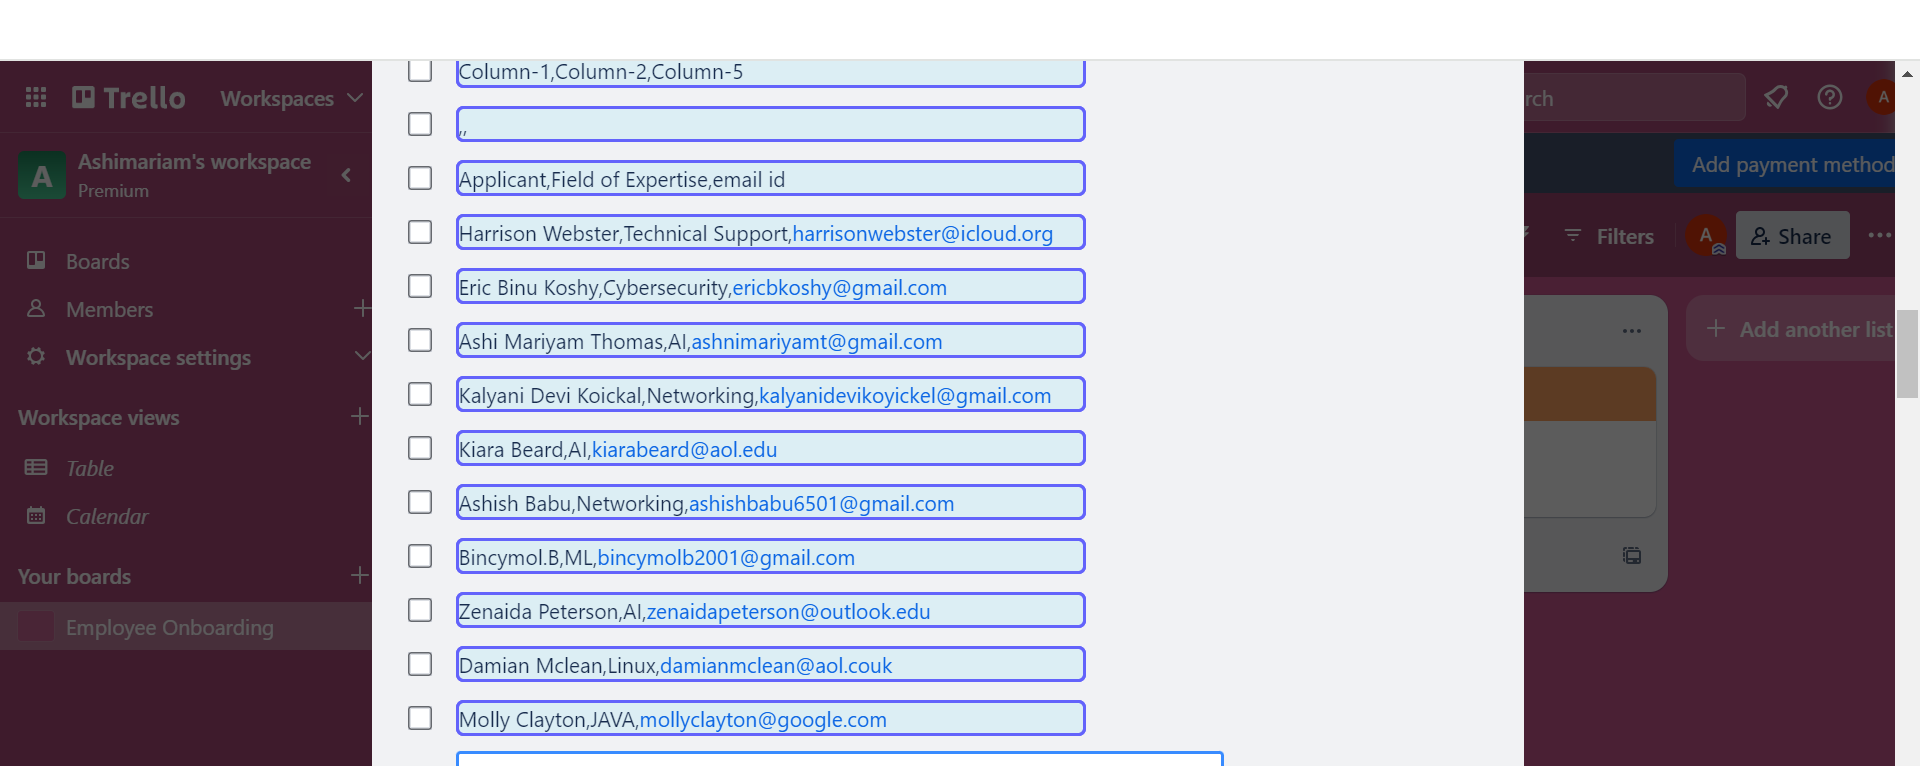 Trello
Workspaces
rch
A
A
Ashimariam's workspace
Premium
Add payment method
Boards
Members
Workspace settings
Workspace views
Table
Calendar
Your boards
Employee Onboarding
Column-1,Column-2,Column-5
,,
Applicant,Field of Expertise,email id
Harrison Webster,Technical Support,harrisonwebster@icloud.org
Eric Binu Koshy,Cybersecurity,ericbkoshy@gmail.com
Ashi Mariyam Thomas,AI,ashnimariyamt@gmail.com
Kalyani Devi Koickal,Networking,kalyanidevikoyickel@gmail.com
Kiara Beard,AI,kiarabeard@aol.edu
Ashish Babu,Networking,ashishbabu6501@gmail.com
Bincymol.B,ML,bincymolb2001@gmail.com
Zenaida Peterson,AI,zenaidapeterson@outlook.edu
Damian Mclean,Linux,damianmclean@aol.couk
Molly Clayton,JAVA,mollyclayton@google.com
Filters
A
Share
Add another list